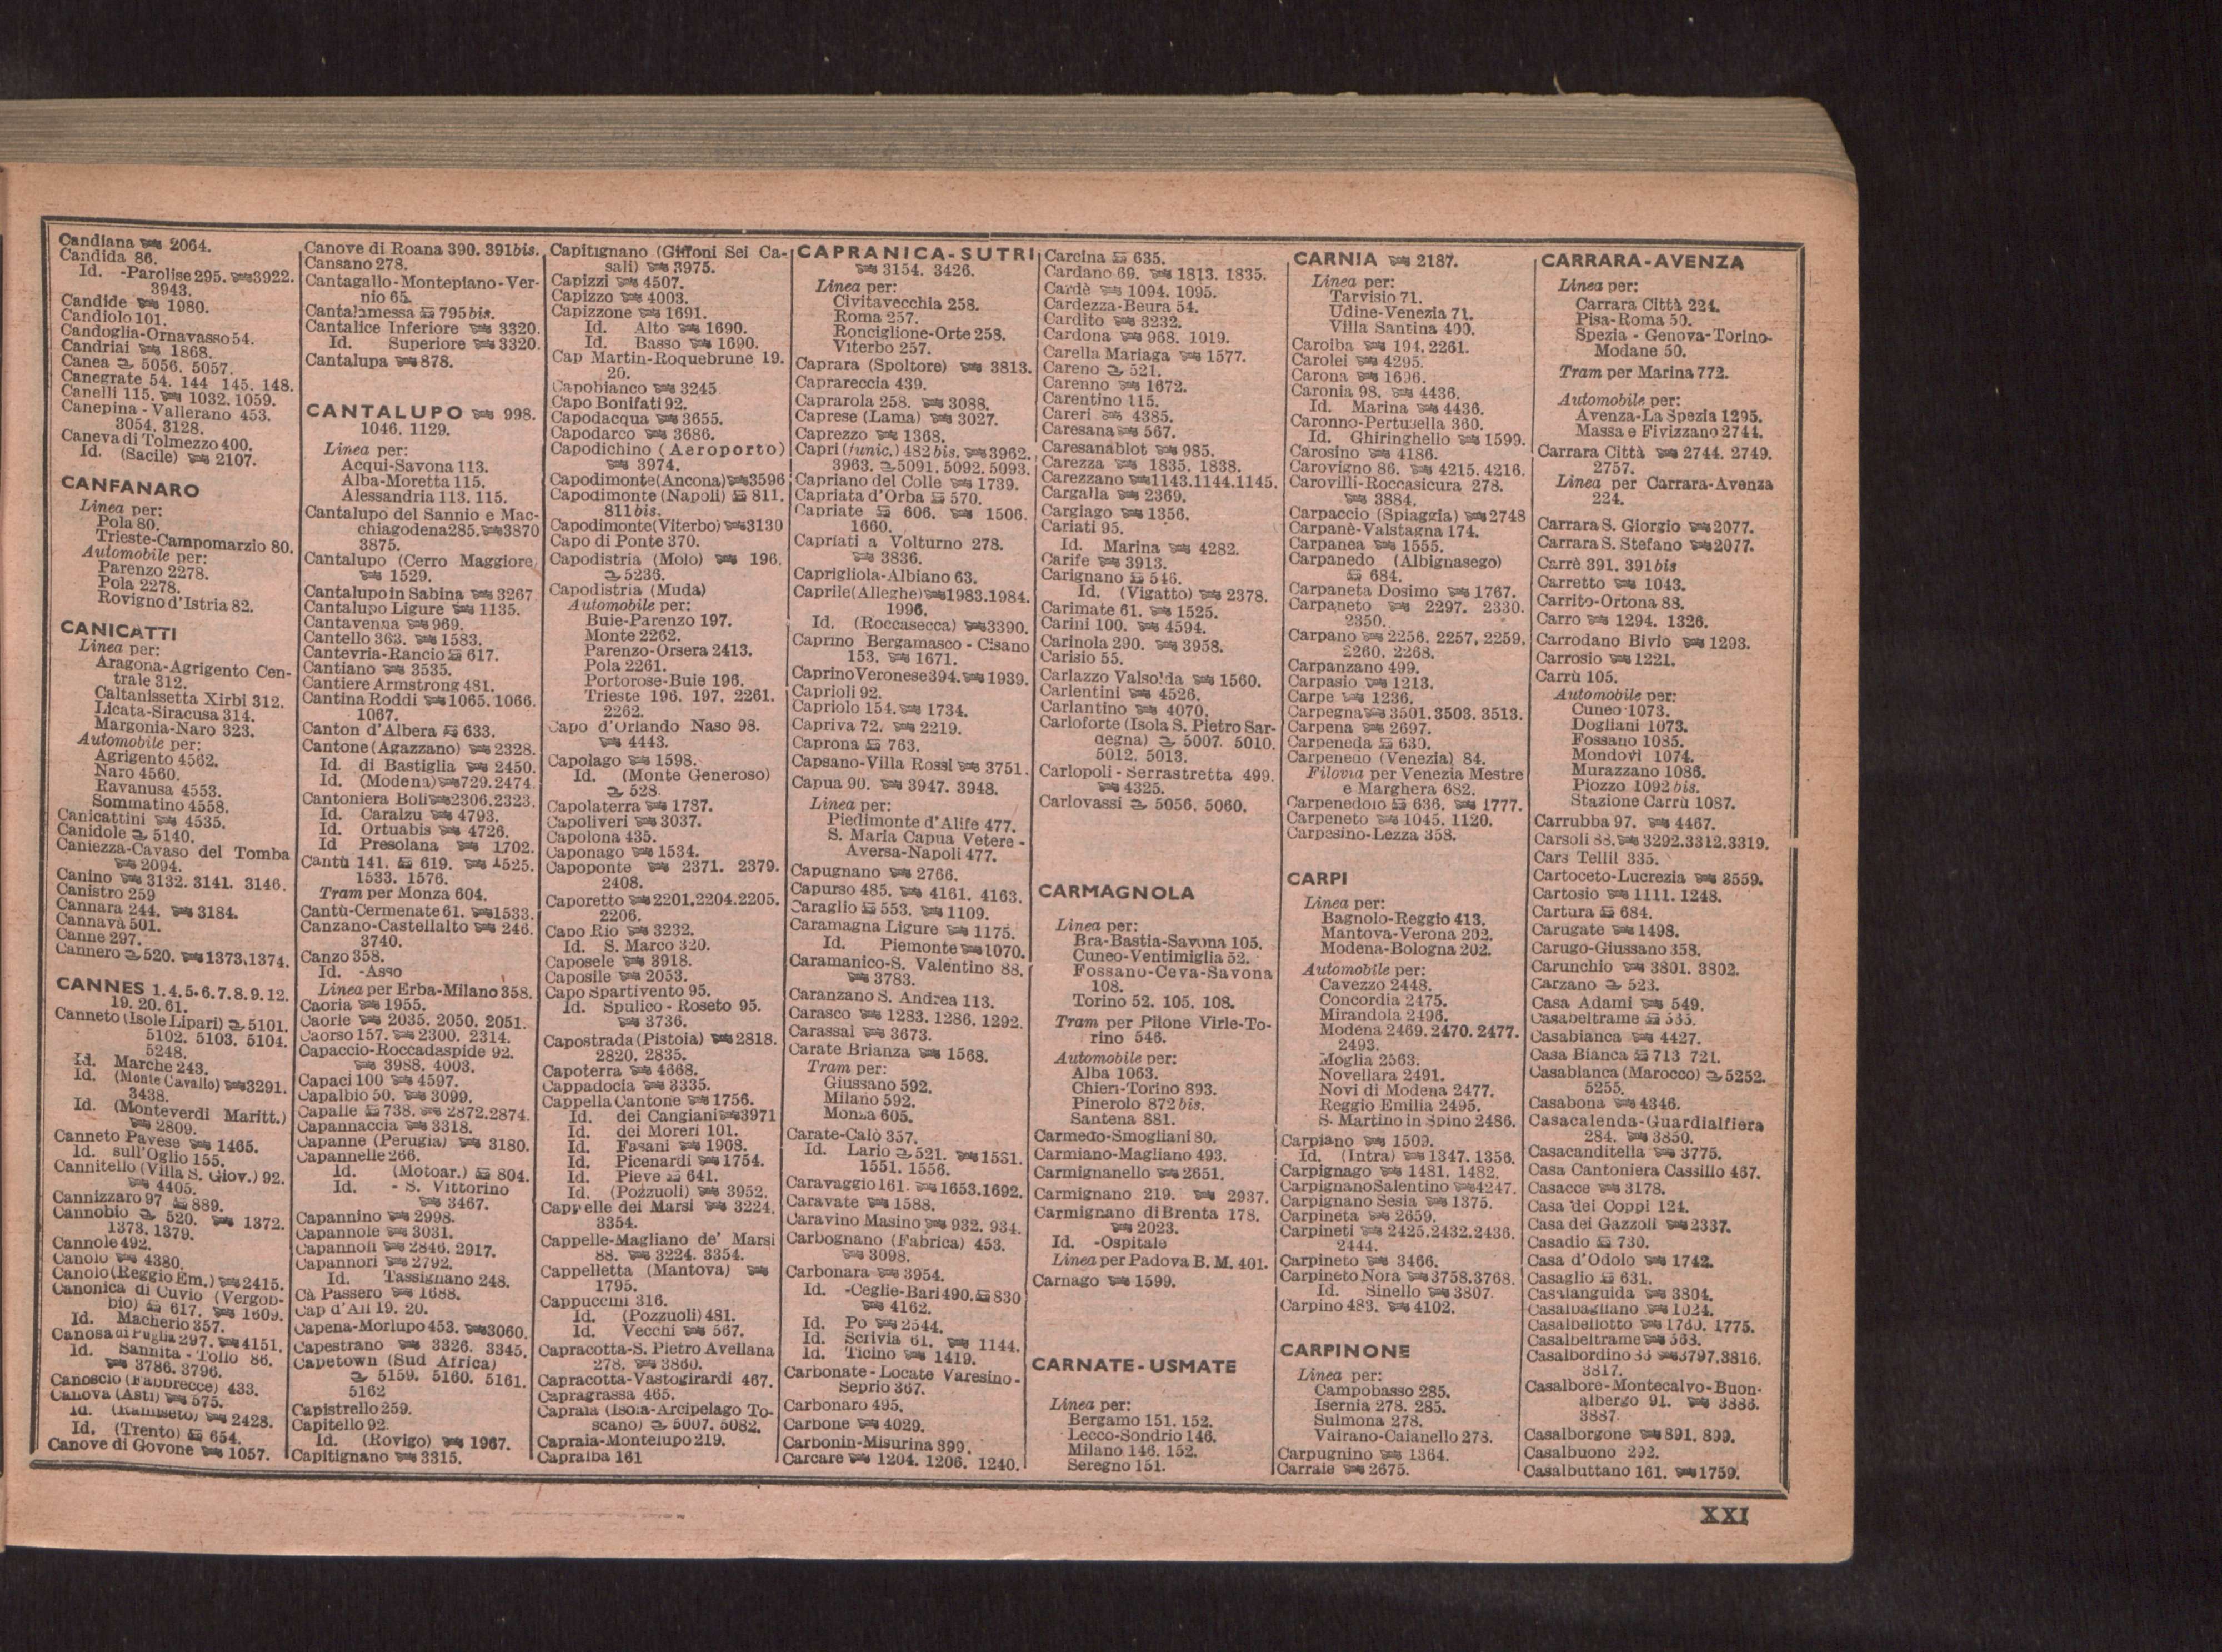 Candiana 2064.
Candida 86.
Id. -Parolise 295. 3922.
3943.
Candide 1980.
Candiolo 101.
Candoglia-Ornavasso 54.
Candriai 1868.
Canea 5056. 5057.
Canegrate 54. 144 145. 148.
Canelli 115. 1032. 1059.
Canepina - Vallerano 453.
3054. 3128.
Caneva di Tolmezzo 400.
Id. (Sacile) 2107.
CANFANARO
Linea per:
Pola 80.
Trieste-Campomarzio 80.
Automobile per:
Parenzo 2278.
Pola 2278.
Rovigno d'Istria 82.
CANICATTI
Linea per:
Aragona-Agrigento Cen-
trale 312.
Caltanissetta Xirbi 312.
Licata-Siracusa 314.
Margonia-Naro 323.
Automobile per:
Agrigento 4562.
Naro 4560.
Ravanusa 4553.
Sommatino 4558.
Canicattini 4535.
Canidole 5140.
Caniezza-Cavaso del Tomba
2094.
Canino 3132. 3141. 3146.
Canistro 259
Cannara 244. 3184.
Cannavà 501.
Canne 297.
Cannero 520. 1373.1374.
CANNES 1.4.5.6.7.8.9.12.
19. 20. 61.
Canneto (Isole Lipari) 5101.
5102. 5103. 5104.
5248.
Id. Marche 243.
Id. (Monte Cavallo) 3291.
3438.
Id. (Monteverdi Maritt.)
2809.
Canneto Pavese 1465.
Id. sull'Oglio 155.
Cannitello (Villa S. Giov.) 92.
4405.
Cannizzaro 97 889.
Cannobio 520. 1372.
1373. 1379.
Cannole 492.
Canolo 4380.
Canolo (Reggio Em.) 2415.
Canonica di Cuvio (Vergob-
bio) 617. 1609.
Id. Macherio 357.
Canosa di Puglia 297. 4151.
Id. Sannita - Tollo 86.
3786. 3796.
Canoscio (Fabbrecce) 433.
Canova (Asti) 575.
Id. (Ramiseto) 2428.
Id. (Trento) 654.
Canove di Govone 1057.
Canove di Roana 390. 391bis.
Cansano 278.
Cantagallo-Montepiano-Ver-
nio 65.
Cantalamessa 795bis.
Cantalice Inferiore 3320.
Id. Superiore 3320.
Cantalupa 878.
CANTALUPO 998.
1046. 1129.
Linea per:
Acqui-Savona 113.
Alba-Moretta 115.
Alessandria 113. 115.
Cantalupo del Sannio e Mac-
chiagodena 285. 3870
3875.
Cantalupo (Cerro Maggiore)
1529.
Cantalupo in Sabina 3267
Cantalupo Ligure 1135.
Cantavenna 969.
Cantello 363. 1583.
Cantevria-Rancio 617.
Cantiano 3535.
Cantiere Armstrong 481.
Cantina Roddi 1065. 1066.
1067.
Canton d'Albera 633.
Cantone (Agazzano) 2328.
Id. di Bastiglia 2450.
Id. (Modena) 729.2474
Cantoniera Boli 2306.2323.
Id. Caralzu 4793.
Id. Ortuabis 4726.
Id Presolana 1702.
Cantù 141. 619. 1525.
1533. 1576.
Tram per Monza 604.
Cantù-Cermenate 61. 1533.
Canzano-Castellalto 246.
3740.
Canzo 358.
Id. -Asso
Linea per Erba-Milano 358.
Caoria 1955.
Caorle 2035. 2050. 2051.
Caorso 157. 2300. 2314.
Capaccio-Roccadaspide 92.
3988. 4003.
Capaci 100 4597.
Capalbio 50. 3099.
Capalle 738. 2872.2874.
Capannaccia 3318.
Capanne (Perugia) 3180.
Capannelle 266.
Id. (Motoar.) 804.
Id. - S. Vittorino
3467.
Capannino 2998.
Capannole 3031.
Capannoli 2846. 2917.
Capannori 2792.
Id. Tassignano 248.
Cà Passero 1688.
Cap d'Ail 19. 20.
Capena-Morlupo 453. 3060.
Capestrano 3326. 3345.
Capetown (Sud Africa)
5159. 5160. 5161.
5162
Capistrello 259.
Capitello 92.
Id. (Rovigo) 1967.
Capitignano 3315.
Capitignano (Giffoni Sei Ca-
sali) 3975.
Capizzi 4507.
Capizzo 4003.
Capizzone 1691.
Id. Alto 1690.
Id. Basso 1690.
Cap Martin-Roquebrune 19.
20.
Capobianco 3245
Capo Bonifati 92.
Capodacqua 3655.
Capodarco 3686.
Capodichino (Aeroporto)
3974.
Capodimonte (Ancona) 3596
Capodimonte (Napoli) 811.
811bis.
Capodimonte (Viterbo) 3130
Capo di Ponte 370.
Capodistria (Molo) 196.
5236.
Capodistria (Muda)
Automobile per:
Buie-Parenzo 197.
Monte 2262.
Parenzo-Orsera 2413.
Pola 2261.
Portorose-Buie 196.
Trieste 196. 197. 2261.
2262.
Capo d'Orlando Naso 98.
4443.
Capolago 1598.
Id. (Monte Generoso)
528.
Capolaterra 1787.
Capoliveri 3037.
Capolona 435.
Caponago 1534.
Capoponte 2371. 2379.
2408.
Caporetto 2201.2204.2205.
2206.
Capo Rio 3232.
Id. S. Marco 320.
Caposele 3918.
Caposile 2053.
Capo Spartivento 95.
Id. Spulico - Roseto 95.
3736.
Capostrada (Pistoia) 2818.
2820. 2835.
Capoterra 4668.
Cappadocia 3335.
Cappella Cantone 1756.
Id. dei Cangiani 3971
Id. dei Moreri 101.
Id. Fasani 1908.
Id. Picenardi 1754.
Id. Pieve 641.
Id. (Pozzuoli) 3952.
Cappelle dei Marsi 3224.
3354.
Cappelle-Magliano de' Marsi
88. 3224. 3354.
Cappelletta (Mantova)
1795.
Cappuccini 316.
Id. (Pozzuoli) 481.
Id. Vecchi 567.
Capracotta-S. Pietro Avellana
278. 3860.
Capracotta-Vastogirardi 467.
Capragrassa 465.
Capraia (Isola-Arcipelago To-
scano) 5007. 5082.
Capraia-Montelupo 219.
Capralba 161
CAPRANICA-SUTRI
3154. 3426.
Linea per:
Civitavecchia 258.
Roma 257.
Ronciglione-Orte 258.
Viterbo 257.
Caprara (Spoltore) 3813.
Caprareccia 439.
Caprarola 258. 3088.
Caprese (Lama) 3027.
Caprezzo 1368.
Capri (funic.) 482bis. 3962.
3963. 5091. 5092. 5093.
Capriano del Colle 1739.
Capriata d'Orba 570.
Capriate 606. 1506.
1660.
Capriati a Volturno 278.
3836.
Caprigliola-Albiano 63.
Caprile (Alleghe) 1983.1984.
1996.
Id. (Roccasecca) 3390.
Caprino Bergamasco - Cisano
153. 1671.
Caprino Veronese 394. 1939.
Caprioli 92.
Capriolo 154. 1734.
Capriva 72. 2219.
Caprona 763.
Capsano-Villa Rossi 3751.
Capua 90. 3947. 3948.
Linea per:
Piedimonte d'Alife 477.
S. Maria Capua Vetere -
Aversa-Napoli 477.
Capugnano 2766.
Capurso 485. 4161. 4163.
Caraglio 553. 1109.
Caramagna Ligure 1175.
Id. Piemonte 1070.
Caramanico-S. Valentino 88.
3783.
Caranzano S. Andrea 113.
Carasco 1283. 1286. 1292.
Carassai 3673.
Carate Brianza 1568.
Tram per:
Giussano 592.
Milano 592.
Monza 605.
Carate-Calò 357.
Id. Lario 521. 1531.
1551. 1556.
Caravaggio 161. 1653.1692.
Caravate 1588.
Caravino Masino 932. 934.
Carbognano (Fabrica) 453.
3098.
Carbonara 3954.
Id. -Ceglie-Bari 490. 830
4162.
Id. Po 2544.
Id. Scrivia 61. 1144.
Id. Ticino 1419.
Carbonate - Locate Varesino -
Seprio 367.
Carbonaro 495.
Carbone 4029.
Carbonin-Misurina 399.
Carcare 1204. 1206. 1240.
Carcina 635.
Cardano 69. 1813. 1835.
Cardè 1094. 1095.
Cardezza-Beura 54.
Cardito 3232.
Cardona 968. 1019.
Carella Mariaga 1577.
Careno 521.
Carenno 1672.
Carentino 115.
Careri 4385.
Caresana 567.
Caresanablot 985.
Carezza 1835. 1838.
Carezzano 1143.1144.1145.
Cargalla 2369.
Cargiago 1356.
Cariati 95.
Id. Marina 4282.
Carife 3913.
Carignano 546.
Id. (Vigatto) 2378.
Carimate 61. 1525.
Carini 100. 4594.
Carinola 290. 3958.
Carisio 55.
Carlazzo Valsolda 1560.
Carlentini 4526.
Carlantino 4070.
Carloforte (Isola S. Pietro Sar-
degna) 5007. 5010.
5012. 5013.
Carlopoli - Serrastretta 499.
4325.
Carlovassi 5056. 5060.
CARMAGNOLA
Linea per:
Bra-Bastia-Savona 105.
Cuneo-Ventimiglia 52.
Fossano-Ceva-Savona
108.
Torino 52. 105. 108.
Tram per Pilone Virle-To-
rino 546.
Automobile per:
Alba 1063.
Chieri-Torino 893.
Pinerolo 872bis.
Santena 881.
Carmedo-Smogliani 80.
Carmiano-Magliano 493.
Carmignanello 2651.
Carmignano 219. 2937.
Carmignano di Brenta 178.
2023.
Id. -Ospitale
Linea per Padova B. M. 401.
Carnago 1599.
CARNATE-USMATE
Linea per:
Bergamo 151. 152.
Lecco-Sondrio 146.
Milano 146. 152.
Seregno 151.
CARNIA 2187.
Linea per:
Tarvisio 71.
Udine-Venezia 71.
Villa Santina 400.
Caroiba 194. 2261.
Carolei 4295.
Carona 1696.
Caronia 98. 4436.
Id. Marina 4436.
Caronno-Pertusella 360.
Id. Ghiringhello 1599.
Carosino 4186.
Carovigno 86. 4215. 4216.
Carovilli-Roccasicura 278.
3884.
Carpaccio (Spiaggia) 2748
Carpanè-Valstagna 174.
Carpanea 1555.
Carpanedo (Albignasego)
684.
Carpaneta Dosimo 1767.
Carpaneto 2297. 2330.
2350.
Carpano 2256. 2257. 2259.
2260. 2268.
Carpanzano 499.
Carpasio 1213.
Carpe 1236.
Carpegna 3501.3503. 3513.
Carpena 2697.
Carpeneda 630.
Carpenedo (Venezia) 84.
Filovia per Venezia Mestre
e Marghera 682.
Carpenedolo 636. 1777.
Carpeneto 1045. 1120.
Carpesino-Lezza 358.
CARPI
Linea per:
Bagnolo-Reggio 413.
Mantova-Verona 202.
Modena-Bologna 202.
Automobile per:
Cavezzo 2448.
Concordia 2475.
Mirandola 2496.
Modena 2469.2470. 2477.
2493.
Moglia 2563.
Novellara 2491.
Novi di Modena 2477.
Reggio Emilia 2495.
S. Martino in Spino 2486.
Carpiano 1509.
Id. (Intra) 1347. 1356.
Carpignago 1481. 1482.
Carpignano Salentino 4247.
Carpignano Sesia 1375.
Carpineta 2659.
Carpineti 2425.2432.2436.
2444.
Carpineto 3466.
Carpineto Nora 3758.3768.
Id. Sinello 3807.
Carpino 483. 4102.
CARPINONE
Linea per:
Campobasso 285.
Isernia 278. 285.
Sulmona 278.
Vairano-Caianello 278.
Carpugnino 1364.
Carraie 2675.
CARRARA-AVENZA
Linea per:
Carrara Città 224.
Pisa-Roma 50.
Spezia - Genova-Torino-
Modane 50.
Tram per Marina 772.
Automobile per:
Avenza-La Spezia 1295.
Massa e Fivizzano 2744.
Carrara Città 2744. 2749.
2757.
Linea per Carrara-Avenza
224.
Carrara S. Giorgio 2077.
Carrara S. Stefano 2077.
Carrè 391. 391bis
Carretto 1043.
Carrito-Ortona 88.
Carro 1294. 1326.
Carrodano Bivio 1293.
Carrosio 1221.
Carrù 105.
Automobile per:
Cuneo 1073.
Dogliani 1073.
Fossano 1085.
Mondovì 1074.
Murazzano 1086.
Piozzo 1092bis.
Stazione Carrù 1087.
Carrubba 97. 4467.
Carsoli 88. 3292.3312.3319.
Cars Tellil 335.
Cartoceto-Lucrezia 3559.
Cartosio 1111. 1248.
Cartura 684.
Carugate 1498.
Carugo-Giussano 358.
Carunchio 3801. 3802.
Carzano 523.
Casa Adami 549.
Casabeltrame 535.
Casabianca 4427.
Casa Bianca 713 721.
Casablanca (Marocco) 5252.
5255.
Casabona 4346.
Casacalenda-Guardialfiera
284. 3850.
Casacanditella 3775.
Casa Cantoniera Cassillo 467.
Casacce 3178.
Casa dei Coppi 124.
Casa dei Gazzoli 2337.
Casadio 730.
Casa d'Odolo 1742.
Casaglio 631.
Casalanguida 3804.
Casalbagliano 1024.
Casalbellotto 1760. 1775.
Casalbeltrame 563.
Casalbordino 3797.3816.
3817.
Casalbore-Montecalvo-Buon-
albergo 91. 3886.
3887.
Casalborgone 891. 899.
Casalbuono 292.
Casalbuttano 161. 1759.
XXI